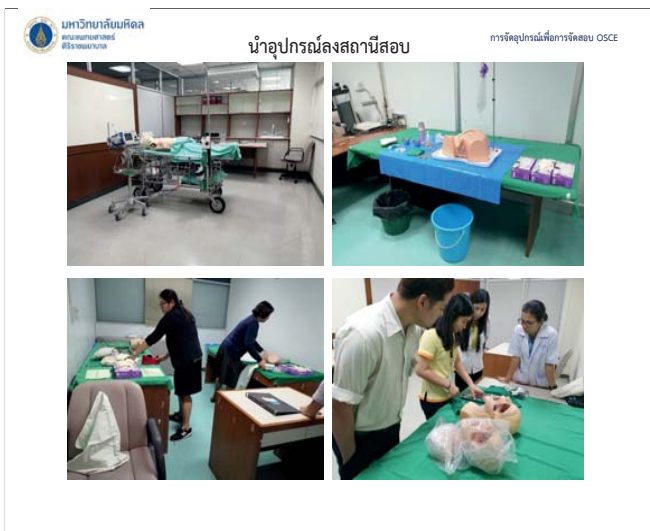 มหาวิทยาลัยมหิดล
คณะแพทยศาสตร์
ศิริราชพยาบาล
นำอุปกรณ์ลงสถานีสอบ
การจัดอุปกรณ์เพื่อการจัดสอบ OSCE